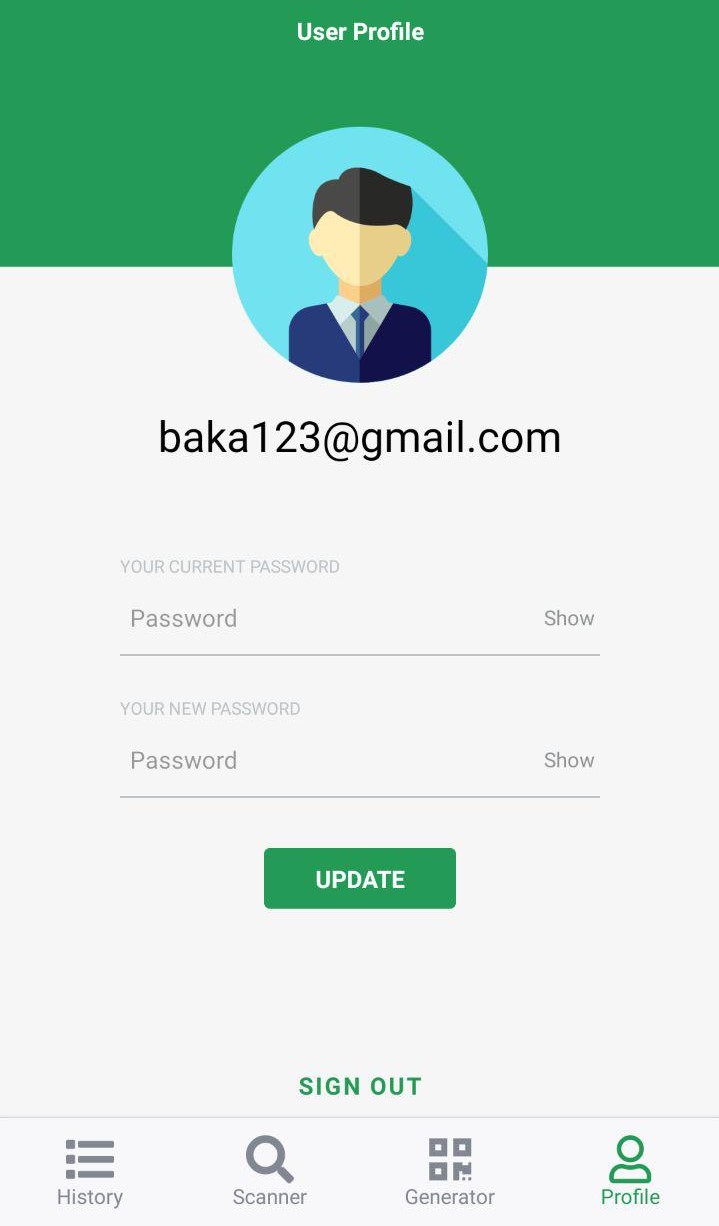 User Profile
baka123@gmail.com
YOUR CURRENT PASSWORD
Password Show
YOUR NEW PASSWORD
Password Show
UPDATE
SIGN OUT
History Scanner Generator Profile